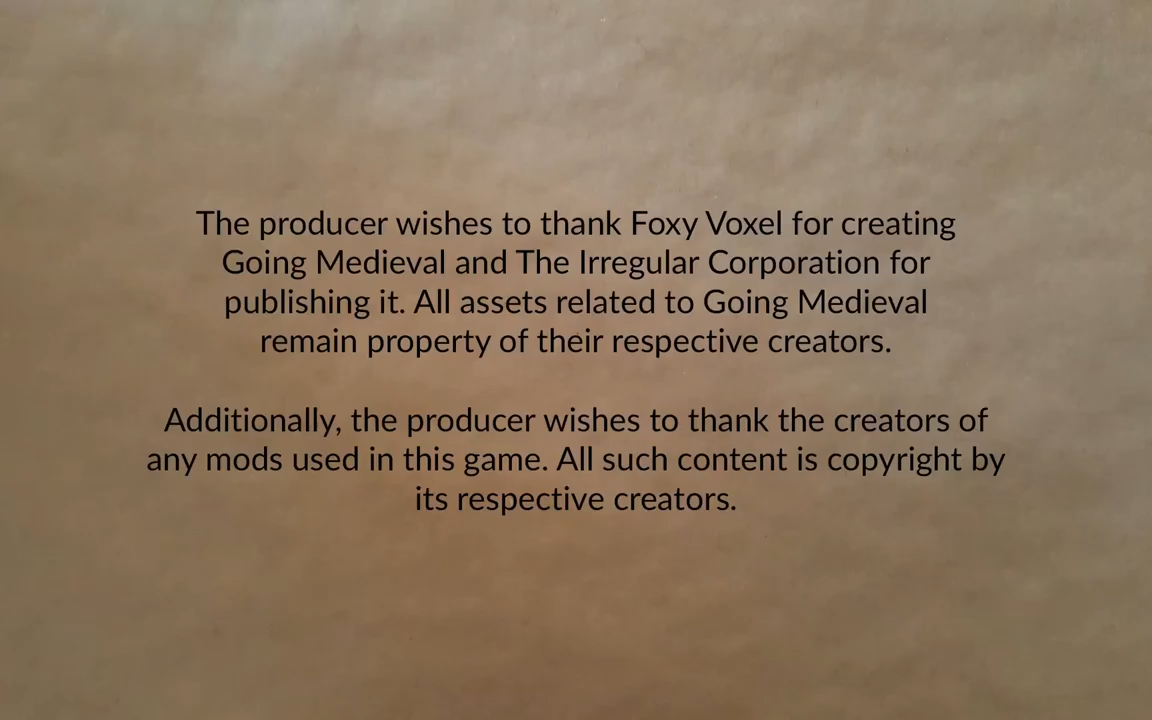 The producer wishes to thank Foxy Voxel for creating
Going Medieval and The Irregular Corporation for
publishing it. All assets related to Going Medieval
remain property of their respective creators.
Additionally, the producer wishes to thank the creators of
any mods used in this game. All such content is copyright by
its respective creators.